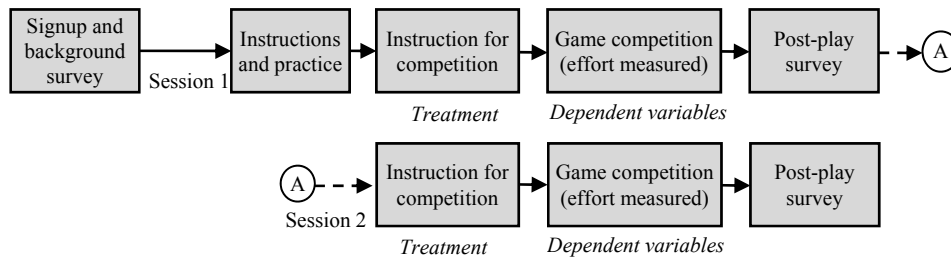 Signup and
background
survey
Session 1
Instructions
and practice
Instruction for
competition
Treatment
Game competition
(effort measured)
Dependent variables
Post-play
survey
A
A
Session 2
Instruction for
competition
Treatment
Game competition
(effort measured)
Dependent variables
Post-play
survey